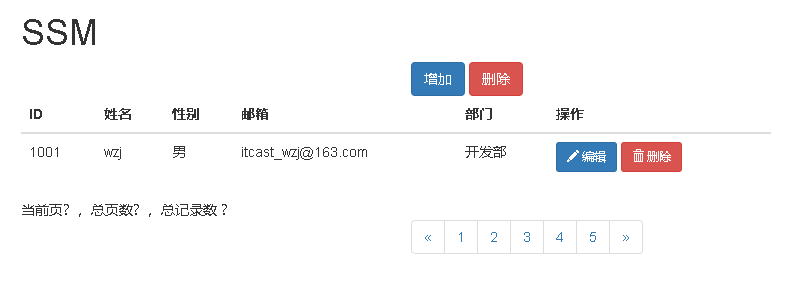 SSM
增加 删除
ID 姓名 性别 邮箱 部门 操作
1001 wzj 男 itcast_wzj@163.com 开发部 编辑 删除
当前页? ，总页数? ，总记录数 ?
« 1 2 3 4 5 »